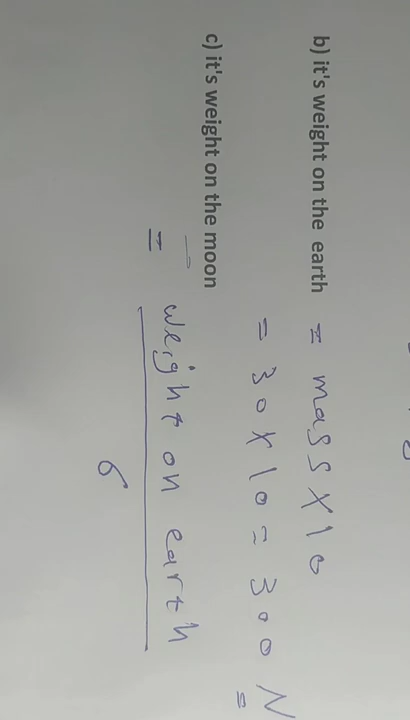 b) it's weight on the earth = mass X 10
= 30 X 10 = 300 N
c) it's weight on the moon
= weight on earth
6